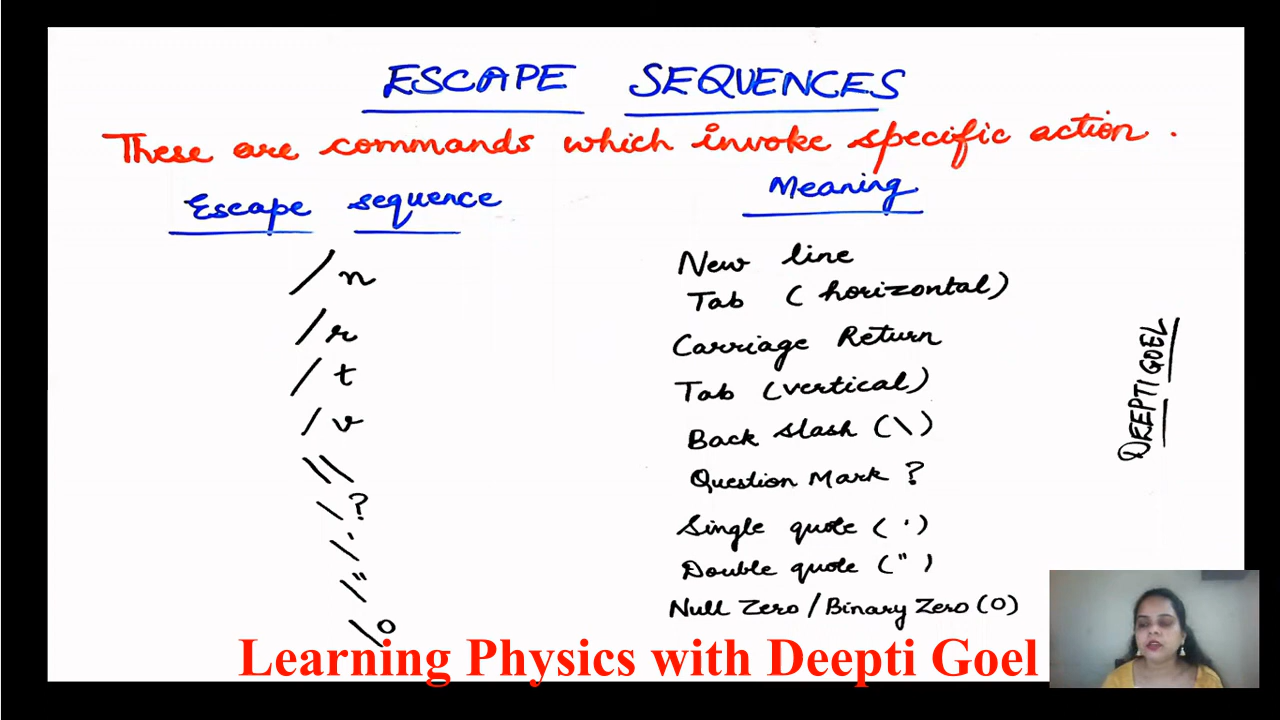 ESCAPE SEQUENCES
These are commands which invoke specific action .
Escape sequence
/n
/r
/t
/v
\\
\?
\'
\"
\0
Meaning
New line
Tab (horizontal)
Carriage Return
Tab (vertical)
Back slash (\)
Question Mark ?
Single quote (')
Double quote (")
Null Zero / Binary Zero (0)
DEEPTI GOEL
Learning Physics with Deepti Goel